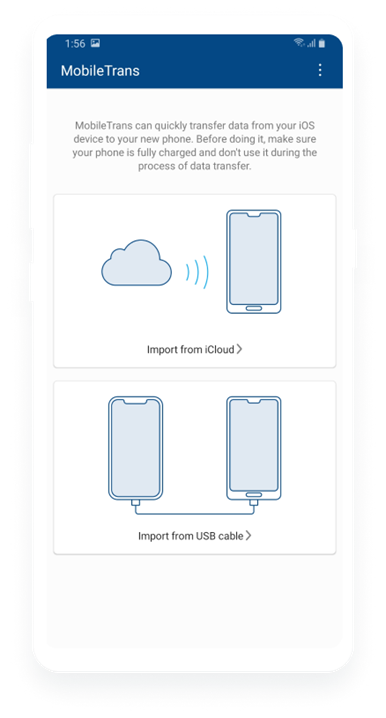 1:56
MobileTrans
MobileTrans can quickly transfer data from your iOS
device to your new phone. Before doing it, make sure
your phone is fully charged and don't use it during the
process of data transfer.
Import from iCloud
Import from USB cable